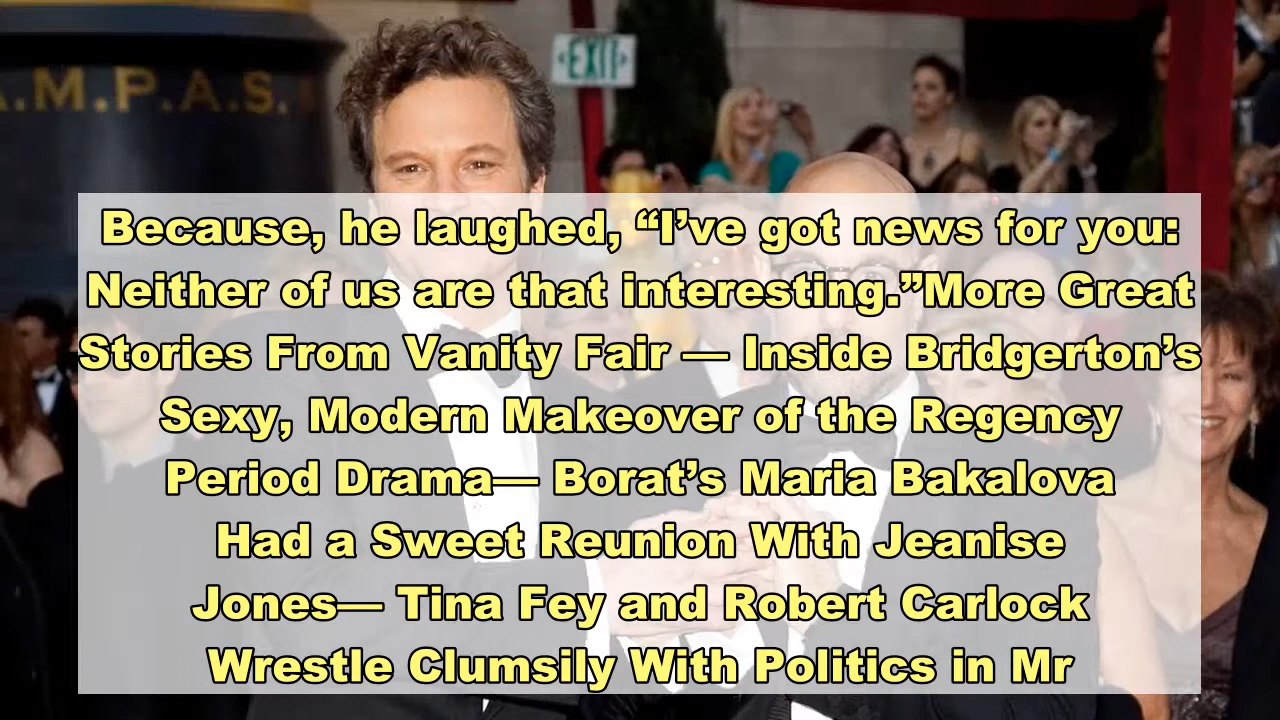 A.M.P.A.S.
EXIT
Because, he laughed, “I’ve got news for you:
Neither of us are that interesting.”More Great
Stories From Vanity Fair — Inside Bridgerton’s
Sexy, Modern Makeover of the Regency
Period Drama— Borat’s Maria Bakalova
Had a Sweet Reunion With Jeanise
Jones— Tina Fey and Robert Carlock
Wrestle Clumsily With Politics in Mr